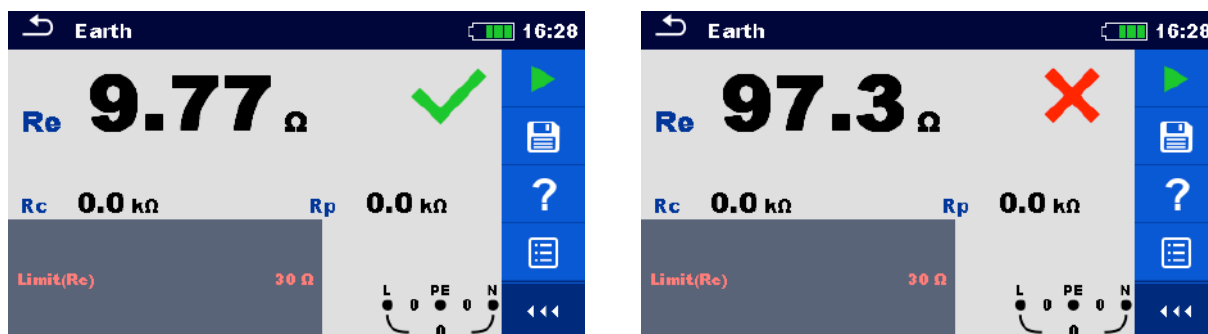 Earth 16:28
Re 9.77 Ω
Rc 0.0 kΩ Rp 0.0 kΩ
?
Limit(Re) 30 Ω
L PE N
0 0
0
Earth 16:28
Re 97.3 Ω
Rc 0.0 kΩ Rp 0.0 kΩ
?
Limit(Re) 30 Ω
L PE N
0 0
0